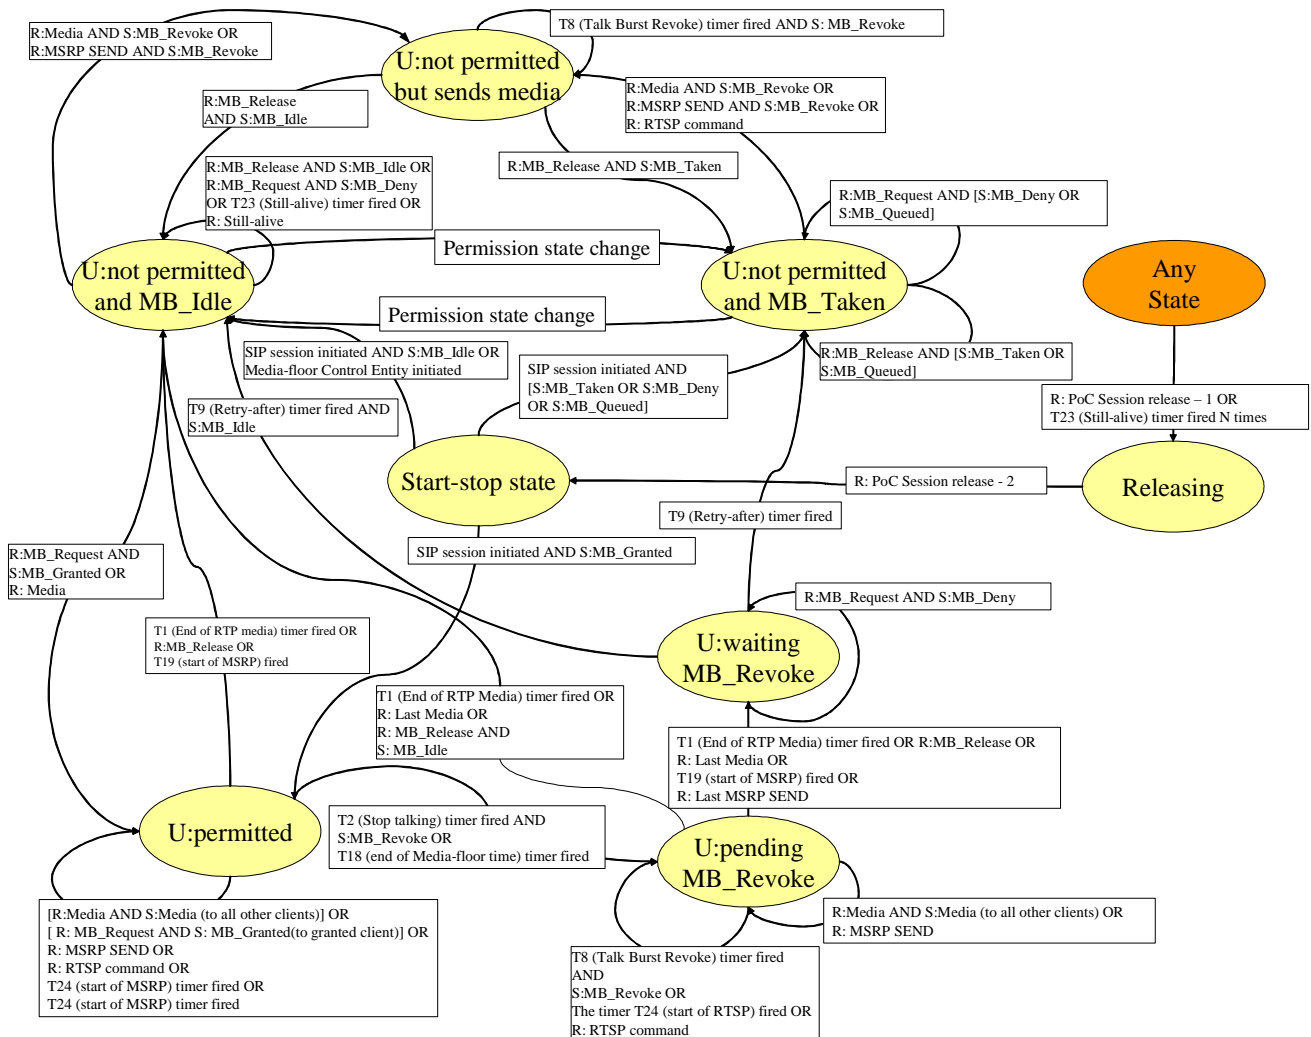 R:Media AND S:MB_Revoke OR
R:MSRP SEND AND S:MB_Revoke
T8 (Talk Burst Revoke) timer fired AND S: MB_Revoke
U:not permitted
but sends media
R:MB_Release
AND S:MB_Idle
R:Media AND S:MB_Revoke OR
R:MSRP SEND AND S:MB_Revoke OR
R: RTSP command
R:MB_Release AND S:MB_Taken
R:MB_Release AND S:MB_Idle OR
R:MB_Request AND S:MB_Deny
OR T23 (Still-alive) timer fired OR
R: Still-alive
R:MB_Request AND [S:MB_Deny OR
S:MB_Queued]
Permission state change
U:not permitted
and MB_Idle
U:not permitted
and MB_Taken
Any
State
Permission state change
SIP session initiated AND S:MB_Idle OR
Media-floor Control Entity initiated
SIP session initiated AND
[S:MB_Taken OR S:MB_Deny
OR S:MB_Queued]
R:MB_Release AND [S:MB_Taken OR
S:MB_Queued]
R: PoC Session release – 1 OR
T23 (Still-alive) timer fired N times
T9 (Retry-after) timer fired AND
S:MB_Idle
Start-stop state
R: PoC Session release - 2
Releasing
T9 (Retry-after) timer fired
SIP session initiated AND S:MB_Granted
R:MB_Request AND
S:MB_Granted OR
R: Media
R:MB_Request AND S:MB_Deny
T1 (End of RTP media) timer fired OR
R:MB_Release OR
T19 (start of MSRP) fired
U:waiting
MB_Revoke
T1 (End of RTP Media) timer fired OR
R: Last Media OR
R: MB_Release AND
S: MB_Idle
T1 (End of RTP Media) timer fired OR R:MB_Release OR
R: Last Media OR
T19 (start of MSRP) fired OR
R: Last MSRP SEND
U:permitted
T2 (Stop talking) timer fired AND
S:MB_Revoke OR
T18 (end of Media-floor time) timer fired
U:pending
MB_Revoke
[R:Media AND S:Media (to all other clients)] OR
[ R: MB_Request AND S: MB_Granted(to granted client)] OR
R: MSRP SEND OR
R: RTSP command OR
T24 (start of MSRP) timer fired OR
T24 (start of MSRP) timer fired
R:Media AND S:Media (to all other clients) OR
R: MSRP SEND
T8 (Talk Burst Revoke) timer fired
AND
S:MB_Revoke OR
The timer T24 (start of RTSP) fired OR
R: RTSP command